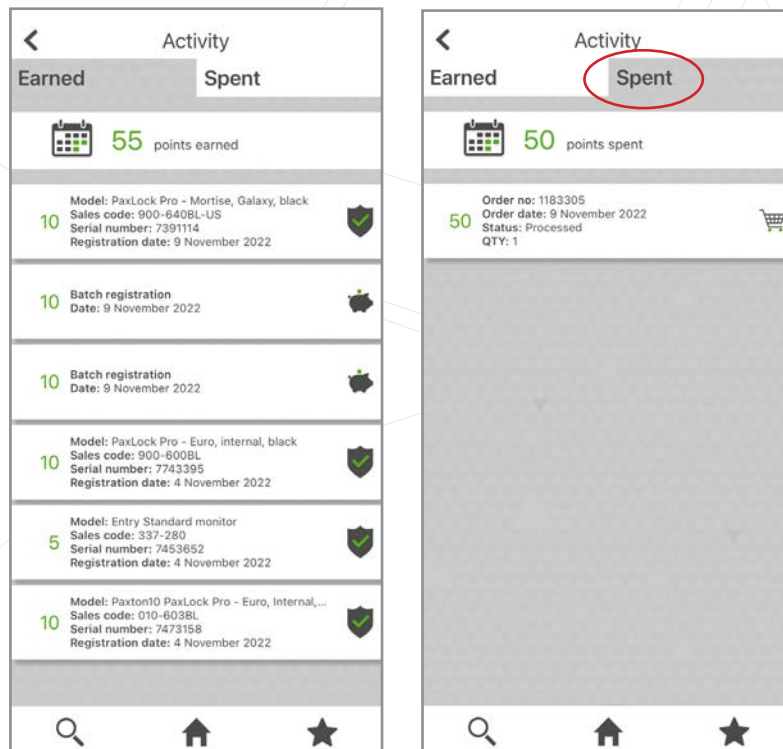 Activity
Earned Spent
55 points earned
10
Model: PaxLock Pro - Mortise, Galaxy, black
Sales code: 900-640BL-US
Serial number: 7391114
Registration date: 9 November 2022
10
Batch registration
Date: 9 November 2022
10
Batch registration
Date: 9 November 2022
10
Model: PaxLock Pro - Euro, internal, black
Sales code: 900-600BL
Serial number: 7743395
Registration date: 4 November 2022
5
Model: Entry Standard monitor
Sales code: 337-280
Serial number: 7453652
Registration date: 4 November 2022
10
Model: Paxton10 PaxLock Pro - Euro, Internal,...
Sales code: 010-603BL
Serial number: 7473158
Registration date: 4 November 2022
Activity
Earned Spent
50 points spent
50
Order no: 1183305
Order date: 9 November 2022
Status: Processed
QTY: 1